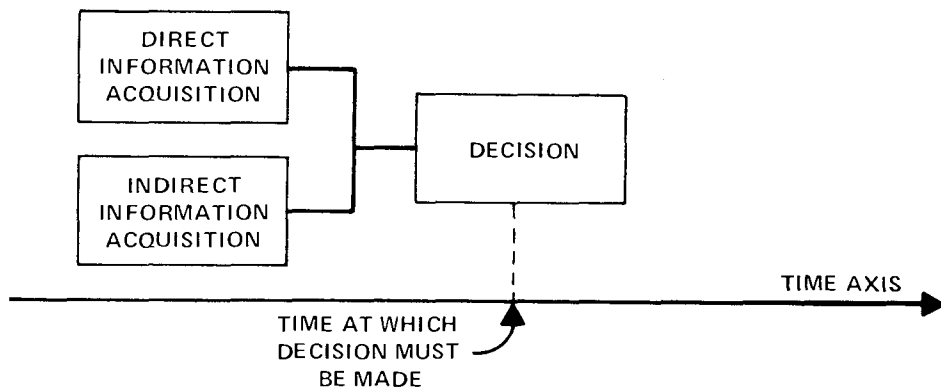 DIRECT
INFORMATION
ACQUISITION
DECISION
INDIRECT
INFORMATION
ACQUISITION
TIME AXIS
TIME AT WHICH
DECISION MUST
BE MADE